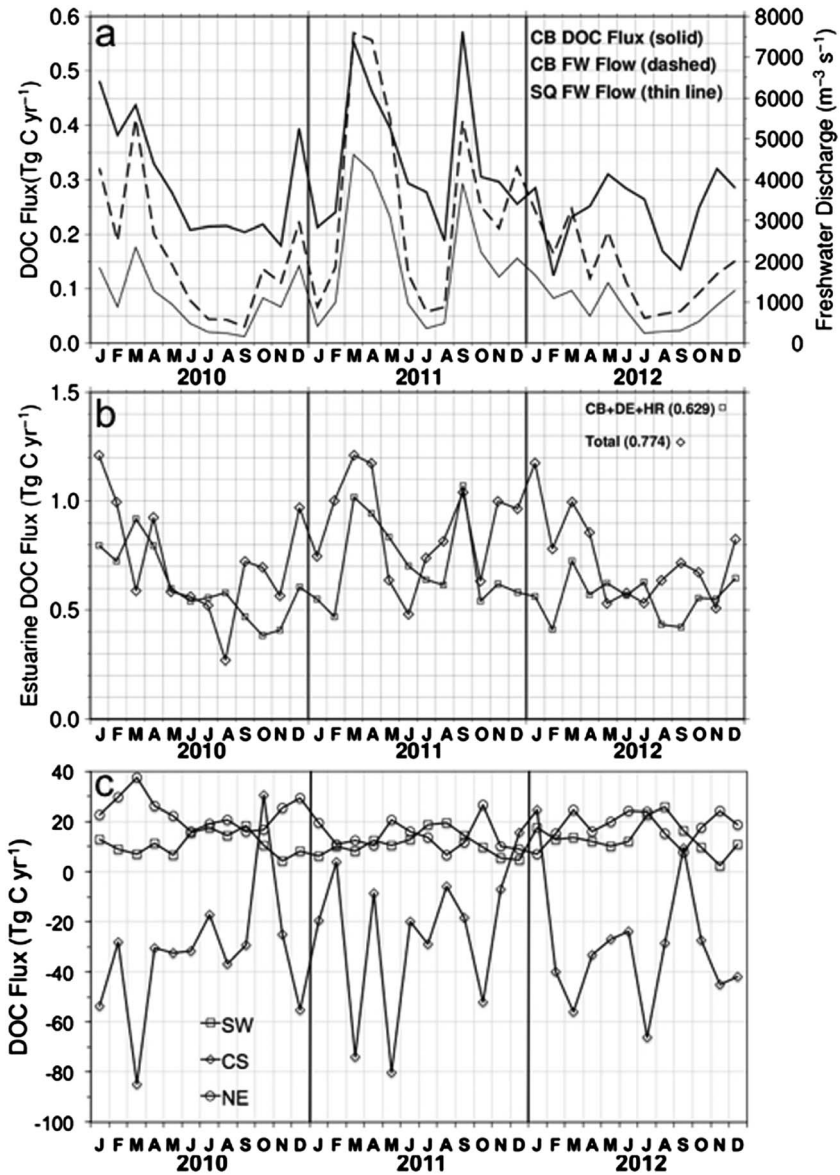 a
0.6
0.5
0.4
0.3
0.2
0.1
0.0
DOC Flux(Tg C yr⁻¹)
CB DOC Flux (solid)
CB FW Flow (dashed)
SQ FW Flow (thin line)
8000
7000
6000
5000
4000
3000
2000
1000
0
Freshwater Discharge (m⁻³ s⁻¹)
J F M A M J J A S O N D J F M A M J J A S O N D J F M A M J J A S O N D
2010 2011 2012
b
1.5
1.0
0.5
0.0
Estuarine DOC Flux (Tg C yr⁻¹)
CB+DE+HR (0.629)
Total (0.774)
J F M A M J J A S O N D J F M A M J J A S O N D J F M A M J J A S O N D
2010 2011 2012
c
40
20
0
-20
-40
-60
-80
-100
DOC Flux (Tg C yr⁻¹)
SW
CS
NE
J F M A M J J A S O N D J F M A M J J A S O N D J F M A M J J A S O N D
2010 2011 2012